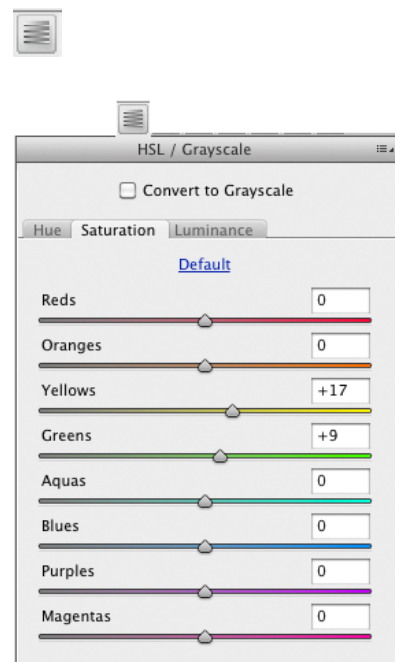 HSL / Grayscale
Convert to Grayscale
Hue Saturation Luminance
Default
Reds 0
Oranges 0
Yellows +17
Greens +9
Aquas 0
Blues 0
Purples 0
Magentas 0